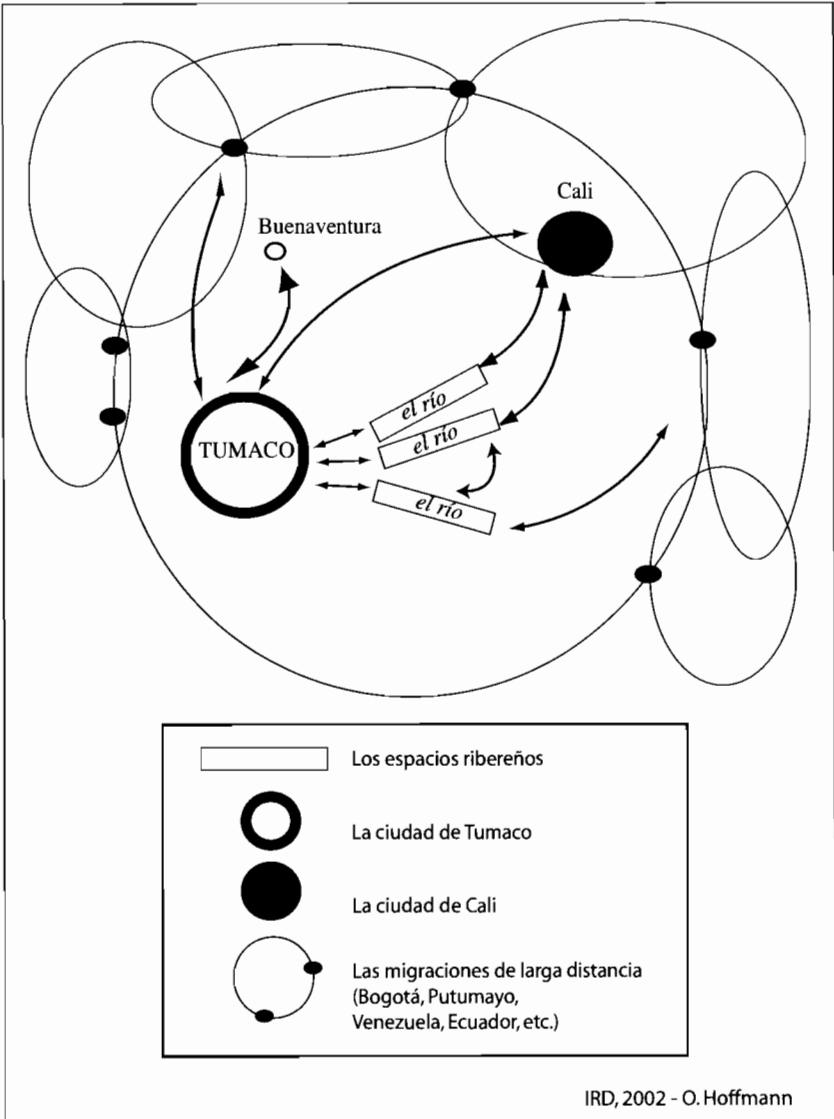 Cali
Buenaventura
el río
el río
TUMACO
el río
Los espacios ribereños
La ciudad de Tumaco
La ciudad de Cali
Las migraciones de larga distancia
(Bogotá, Putumayo,
Venezuela, Ecuador, etc.)
IRD, 2002 - O. Hoffmann